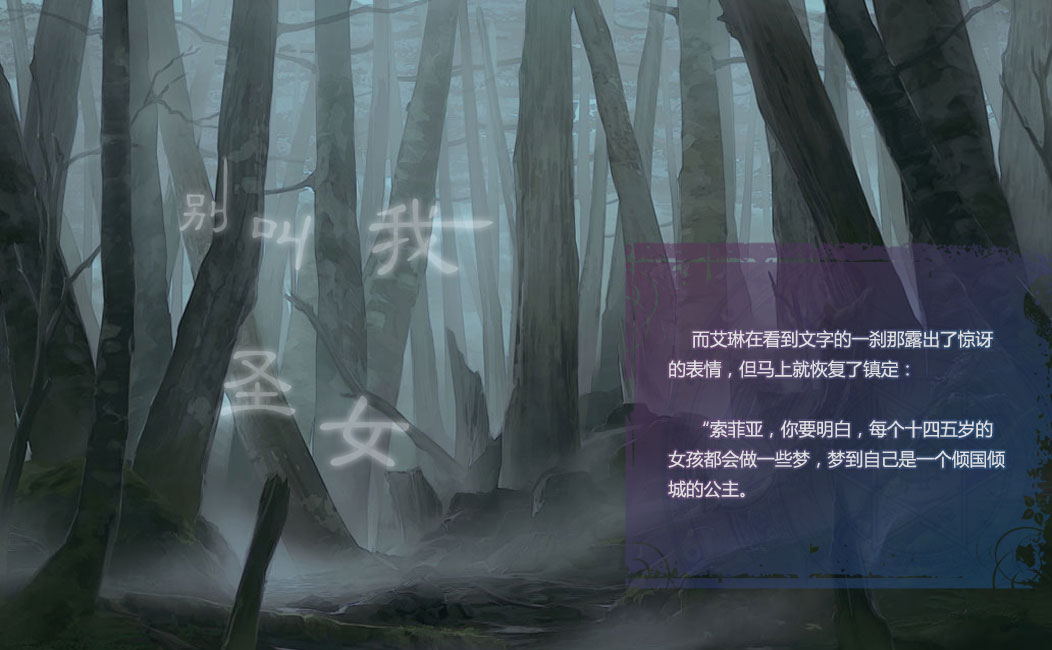 别叫我
圣女
而艾琳在看到文字的一刹那露出了惊讶
的表情，但马上就恢复了镇定：
“索菲亚，你要明白，每个十四五岁的
女孩都会做一些梦，梦到自己是一个倾国倾
城的公主。